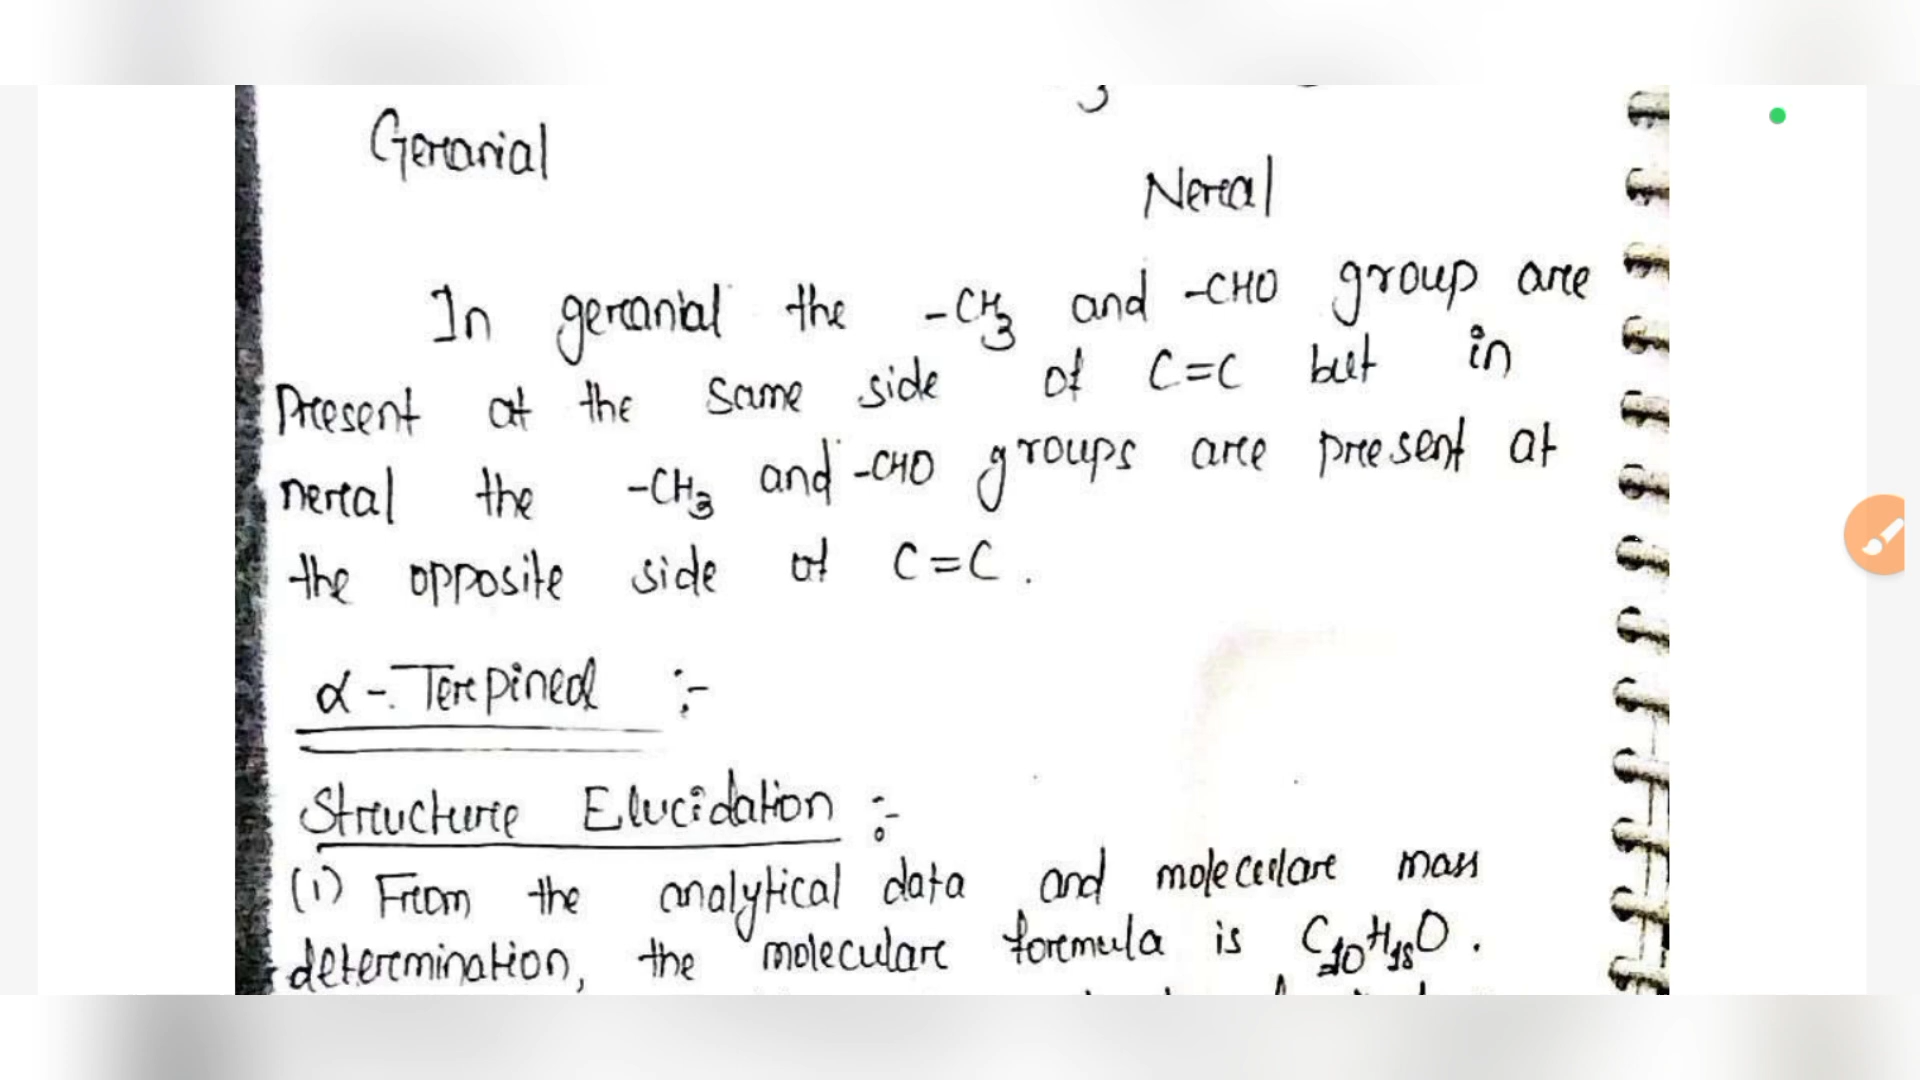 Geranial
Neral
In geranial the -CH3 and -CHO group are
Present at the same side of C=C but in
neral the -CH3 and -CHO groups are present at
the opposite side of C=C.
α-Terpineol :-
Structure Elucidation :-
(i) From the analytical data and molecular mass
determination, the molecular formula is C10H18O.